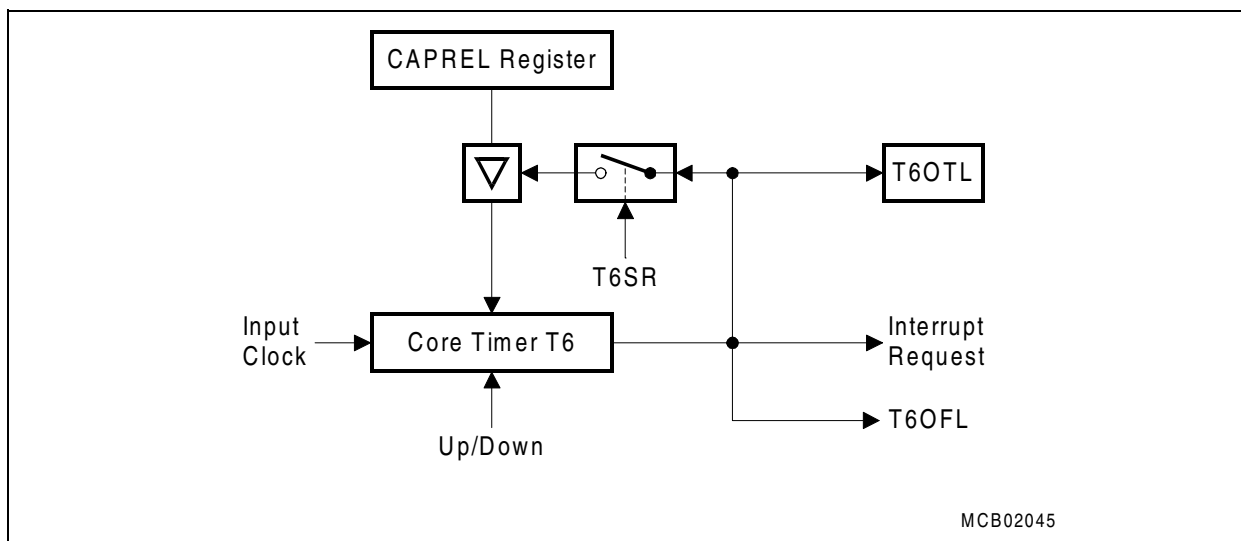 CAPREL Register
T6OTL
T6SR
Input
Clock
Core Timer T6
Interrupt
Request
Up/Down
T6OFL
MCB02045